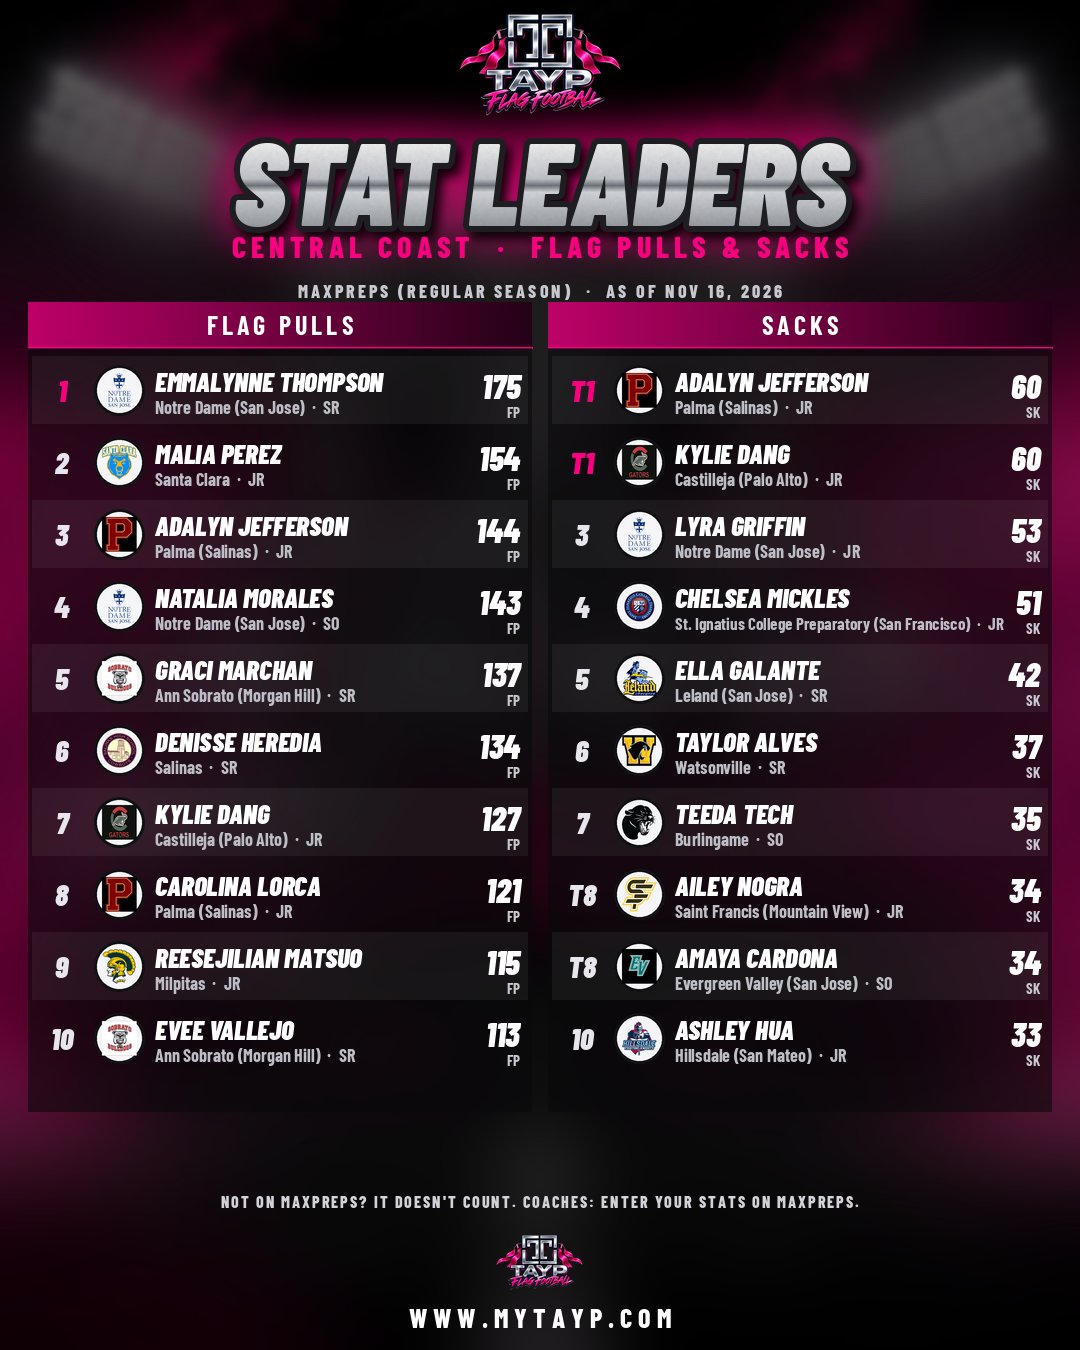 TAYP
FLAG FOOTBALL
STAT LEADERS
CENTRAL COAST · FLAG PULLS & SACKS
MAXPREPS (REGULAR SEASON) · AS OF NOV 16, 2026
FLAG PULLS
1 EMMALYNNE THOMPSON 175
Notre Dame (San Jose) · SR FP
2 MALIA PEREZ 154
Santa Clara · JR FP
3 ADALYN JEFFERSON 144
Palma (Salinas) · JR FP
4 NATALIA MORALES 143
Notre Dame (San Jose) · SO FP
5 GRACI MARCHAN 137
Ann Sobrato (Morgan Hill) · SR FP
6 DENISSE HEREDIA 134
Salinas · SR FP
7 KYLIE DANG 127
Castilleja (Palo Alto) · JR FP
8 CAROLINA LORCA 121
Palma (Salinas) · JR FP
9 REESEJILIAN MATSUO 115
Milpitas · JR FP
10 EVEE VALLEJO 113
Ann Sobrato (Morgan Hill) · SR FP
SACKS
T1 ADALYN JEFFERSON 60
Palma (Salinas) · JR SK
T1 KYLIE DANG 60
Castilleja (Palo Alto) · JR SK
3 LYRA GRIFFIN 53
Notre Dame (San Jose) · JR SK
4 CHELSEA MICKLES 51
St. Ignatius College Preparatory (San Francisco) · JR SK
5 ELLA GALANTE 42
Leland (San Jose) · SR SK
6 TAYLOR ALVES 37
Watsonville · SR SK
7 TEEDA TECH 35
Burlingame · SO SK
T8 AILEY NOGRA 34
Saint Francis (Mountain View) · JR SK
T8 AMAYA CARDONA 34
Evergreen Valley (San Jose) · SO SK
10 ASHLEY HUA 33
Hillsdale (San Mateo) · JR SK
NOT ON MAXPREPS? IT DOESN'T COUNT. COACHES: ENTER YOUR STATS ON MAXPREPS.
TAYP
FLAG FOOTBALL
WWW.MYTAYP.COM